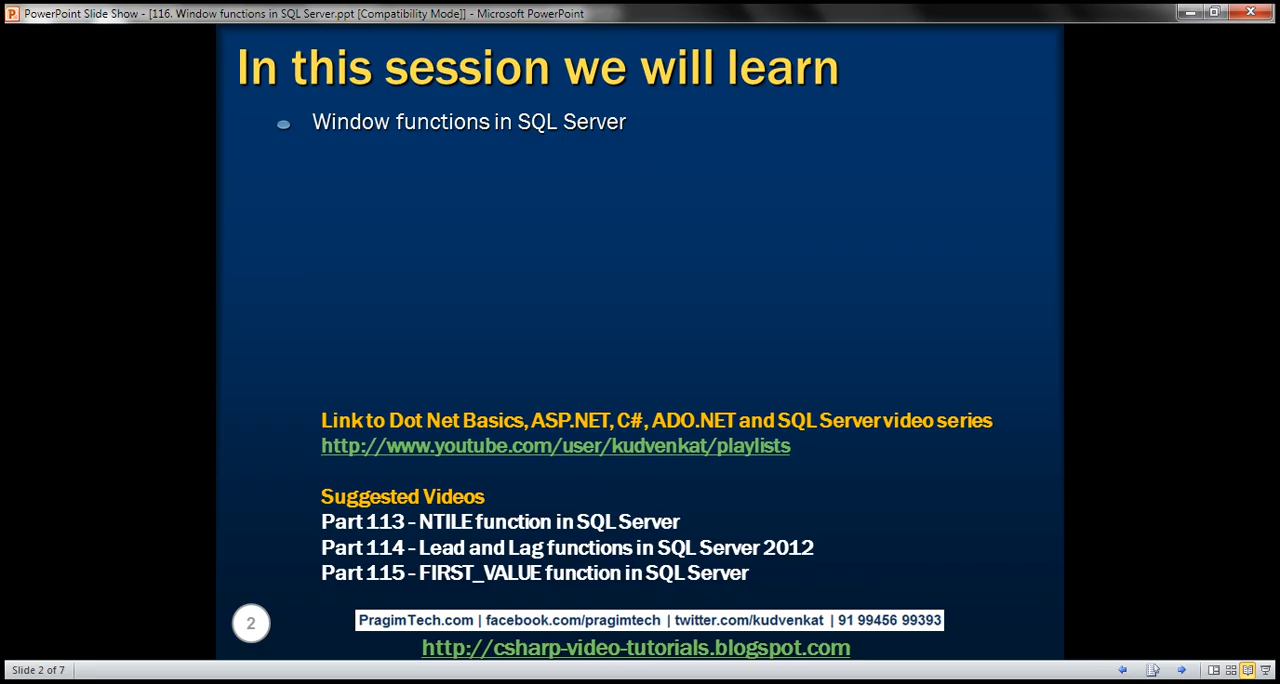 PowerPoint Slide Show - [116. Window functions in SQL Server.ppt [Compatibility Mode]] - Microsoft PowerPoint
In this session we will learn
Window functions in SQL Server
Link to Dot Net Basics, ASP.NET, C#, ADO.NET and SQL Server video series
http://www.youtube.com/user/kudvenkat/playlists
Suggested Videos
Part 113 - NTILE function in SQL Server
Part 114 - Lead and Lag functions in SQL Server 2012
Part 115 - FIRST_VALUE function in SQL Server
2
PragimTech.com | facebook.com/pragimtech | twitter.com/kudvenkat | 91 99456 99393
http://csharp-video-tutorials.blogspot.com
Slide 2 of 7